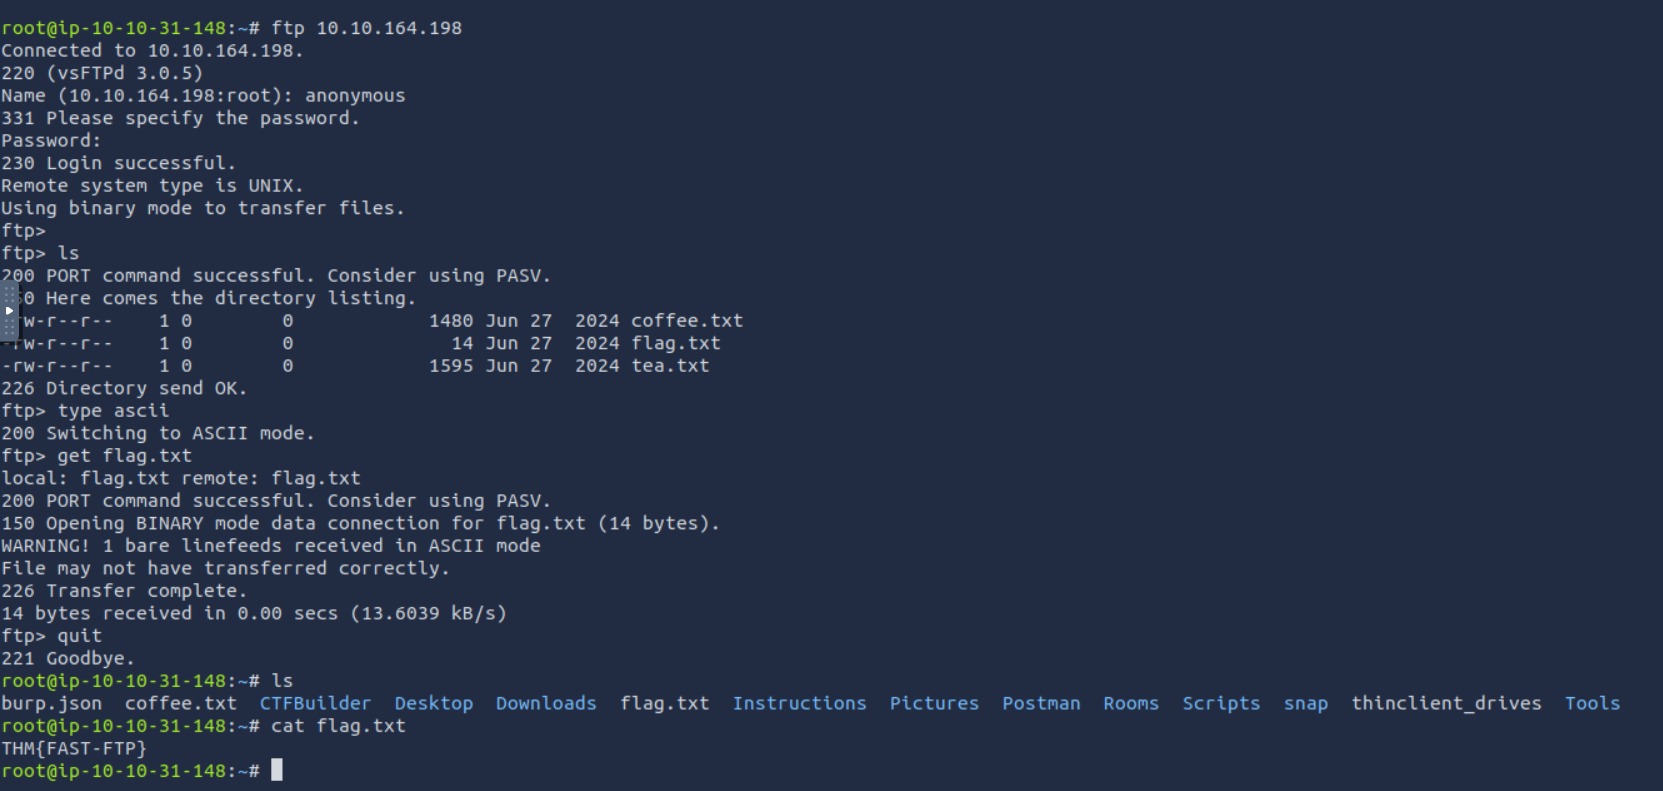 root@ip-10-10-31-148:~# ftp 10.10.164.198
Connected to 10.10.164.198.
220 (vsFTPd 3.0.5)
Name (10.10.164.198:root): anonymous
331 Please specify the password.
Password:
230 Login successful.
Remote system type is UNIX.
Using binary mode to transfer files.
ftp>
ftp> ls
200 PORT command successful. Consider using PASV.
Here comes the directory listing.
1 0 0 1480 Jun 27 2024 coffee.txt
-rw-r--r-- 1 0 0 14 Jun 27 2024 flag.txt
-rw-r--r-- 1 0 0 1595 Jun 27 2024 tea.txt
226 Directory send OK.
ftp> type ascii
200 Switching to ASCII mode.
ftp> get flag.txt
local: flag.txt remote: flag.txt
200 PORT command successful. Consider using PASV.
150 Opening BINARY mode data connection for flag.txt (14 bytes).
WARNING! 1 bare linefeeds received in ASCII mode
File may not have transferred correctly.
226 Transfer complete.
14 bytes received in 0.00 secs (13.6039 kB/s)
ftp> quit
221 Goodbye.
root@ip-10-10-31-148:~# ls
burp.json coffee.txt CTFBuilder Desktop Downloads flag.txt Instructions Pictures Postman Rooms Scripts snap thinclient_drives Tools
root@ip-10-10-31-148:~# cat flag.txt
THM{FAST-FTP}
root@ip-10-10-31-148:~#